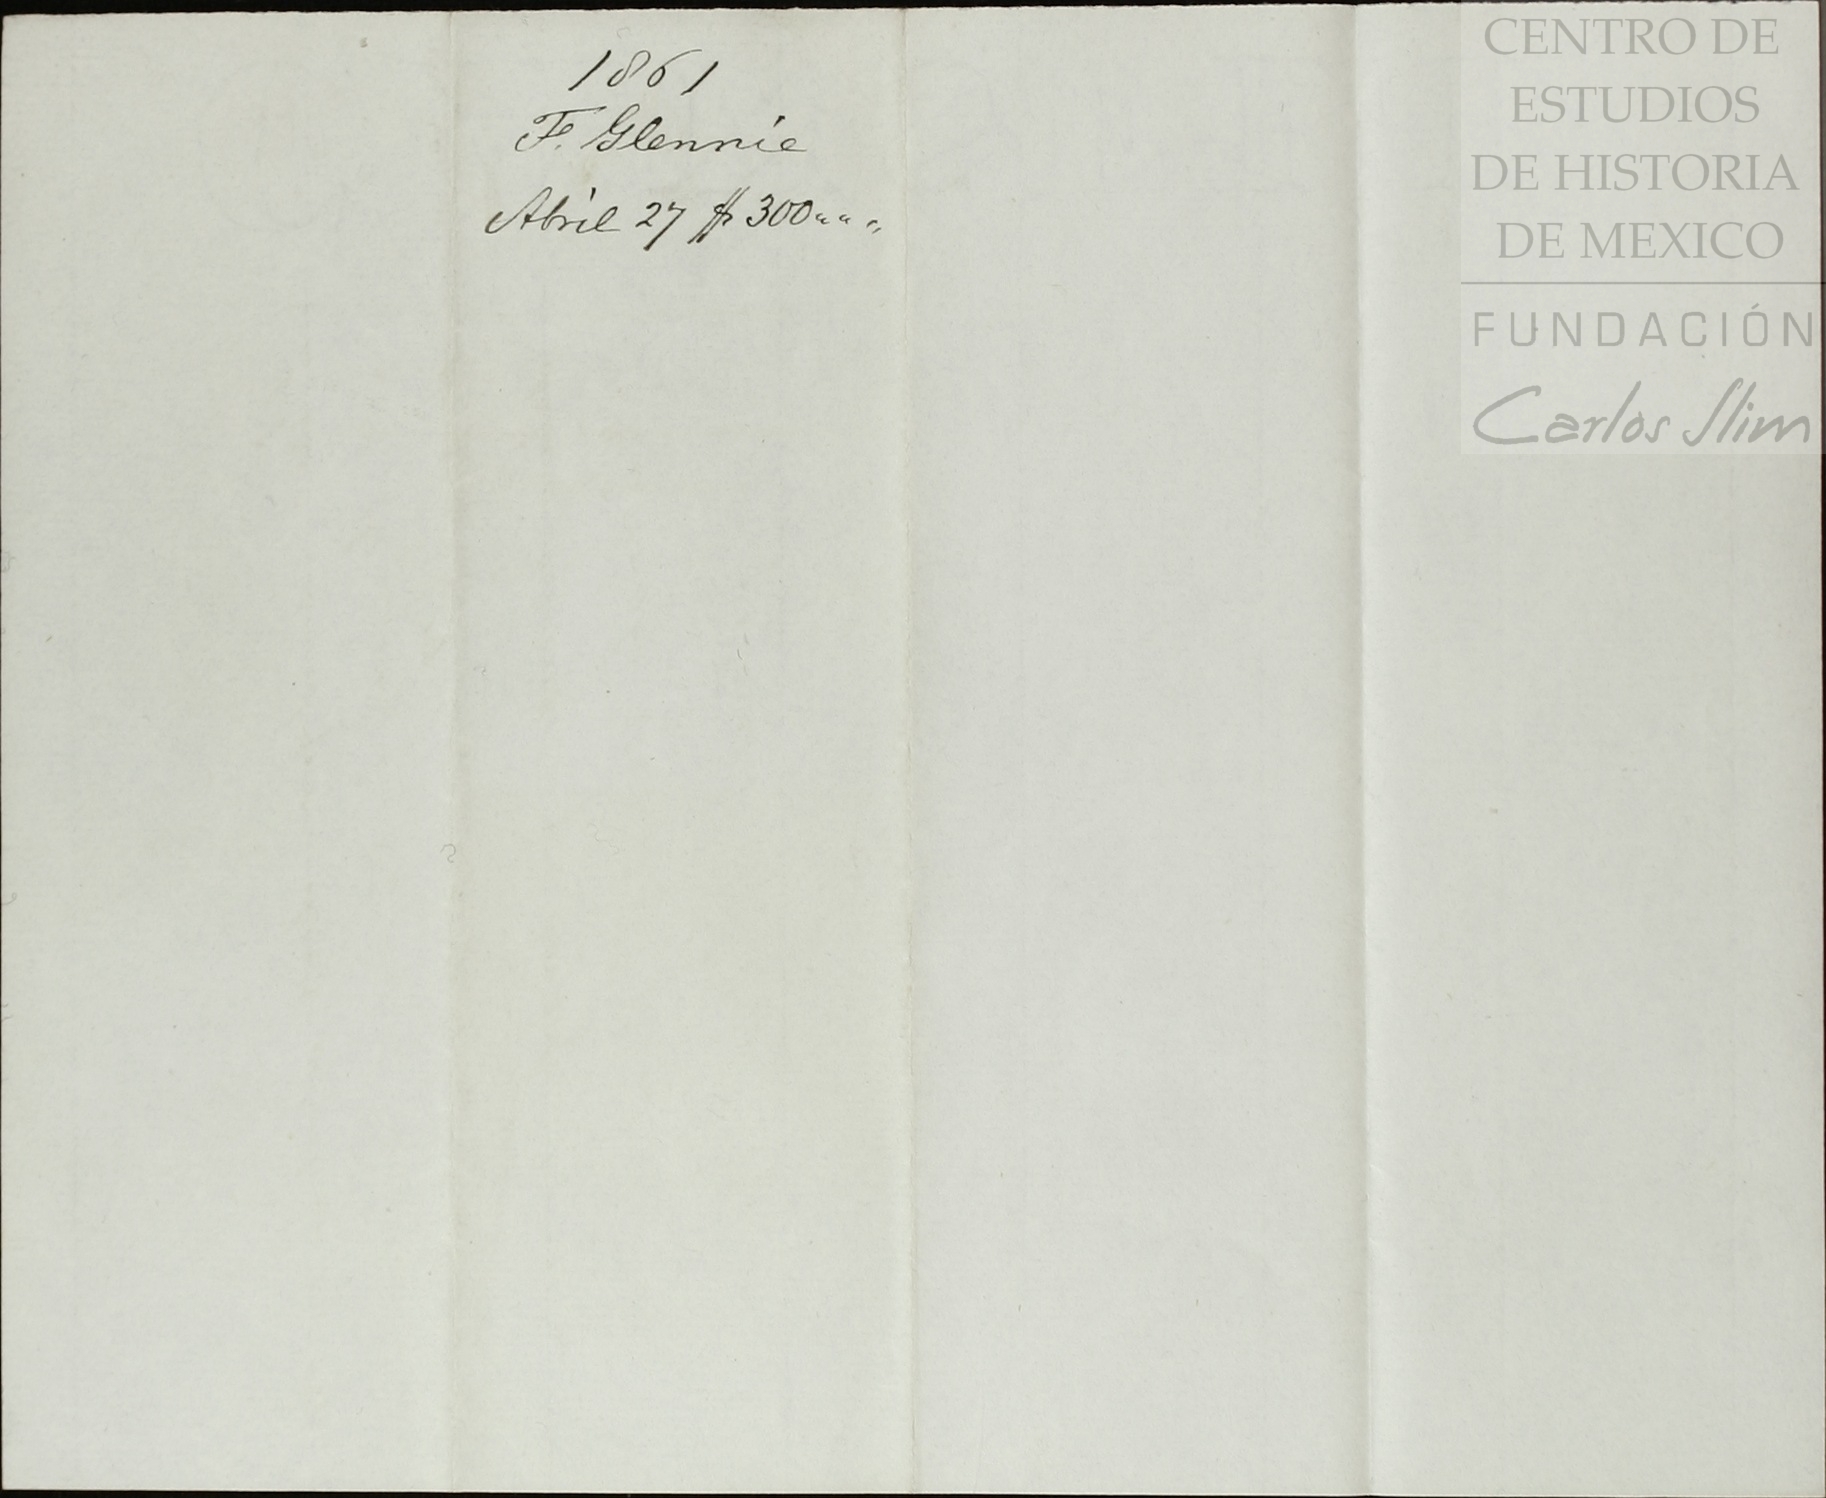 1861
F. Glennie
Abril 27 $ 300 " " "
CENTRO DE
ESTUDIOS
DE HISTORIA
DE MEXICO
FUNDACIÓN
Carlos Slim